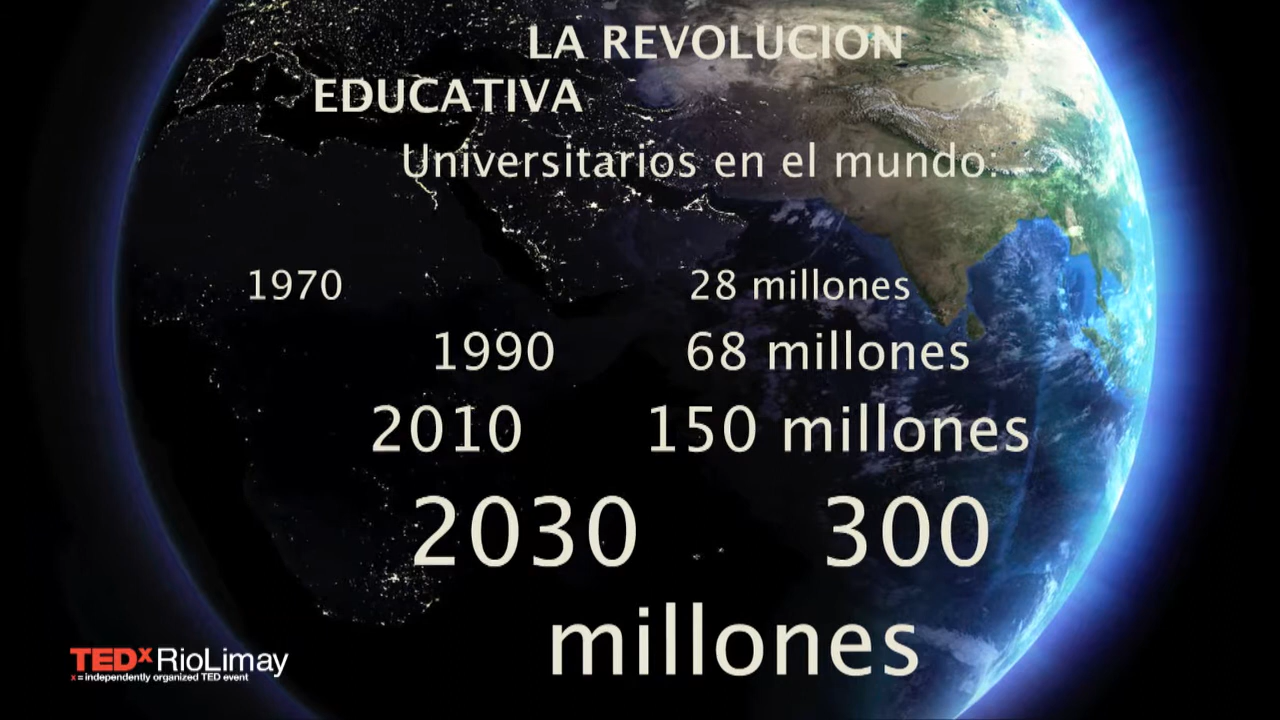 LA REVOLUCION
EDUCATIVA
Universitarios en el mundo:
1970 28 millones
1990 68 millones
2010 150 millones
2030 300
millones
TEDx RioLimay
x = independently organized TED event